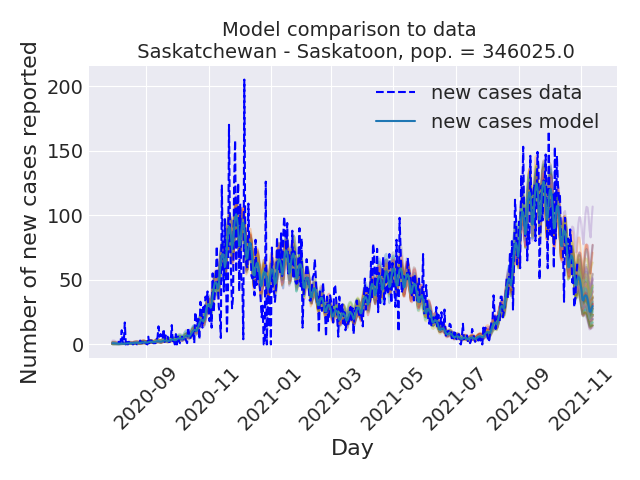 Model comparison to data
Saskatchewan - Saskatoon, pop. = 346025.0
new cases data
new cases model
Number of new cases reported
200
150
100
50
0
2020-09
2020-11
2021-01
2021-03
2021-05
2021-07
2021-09
2021-11
Day